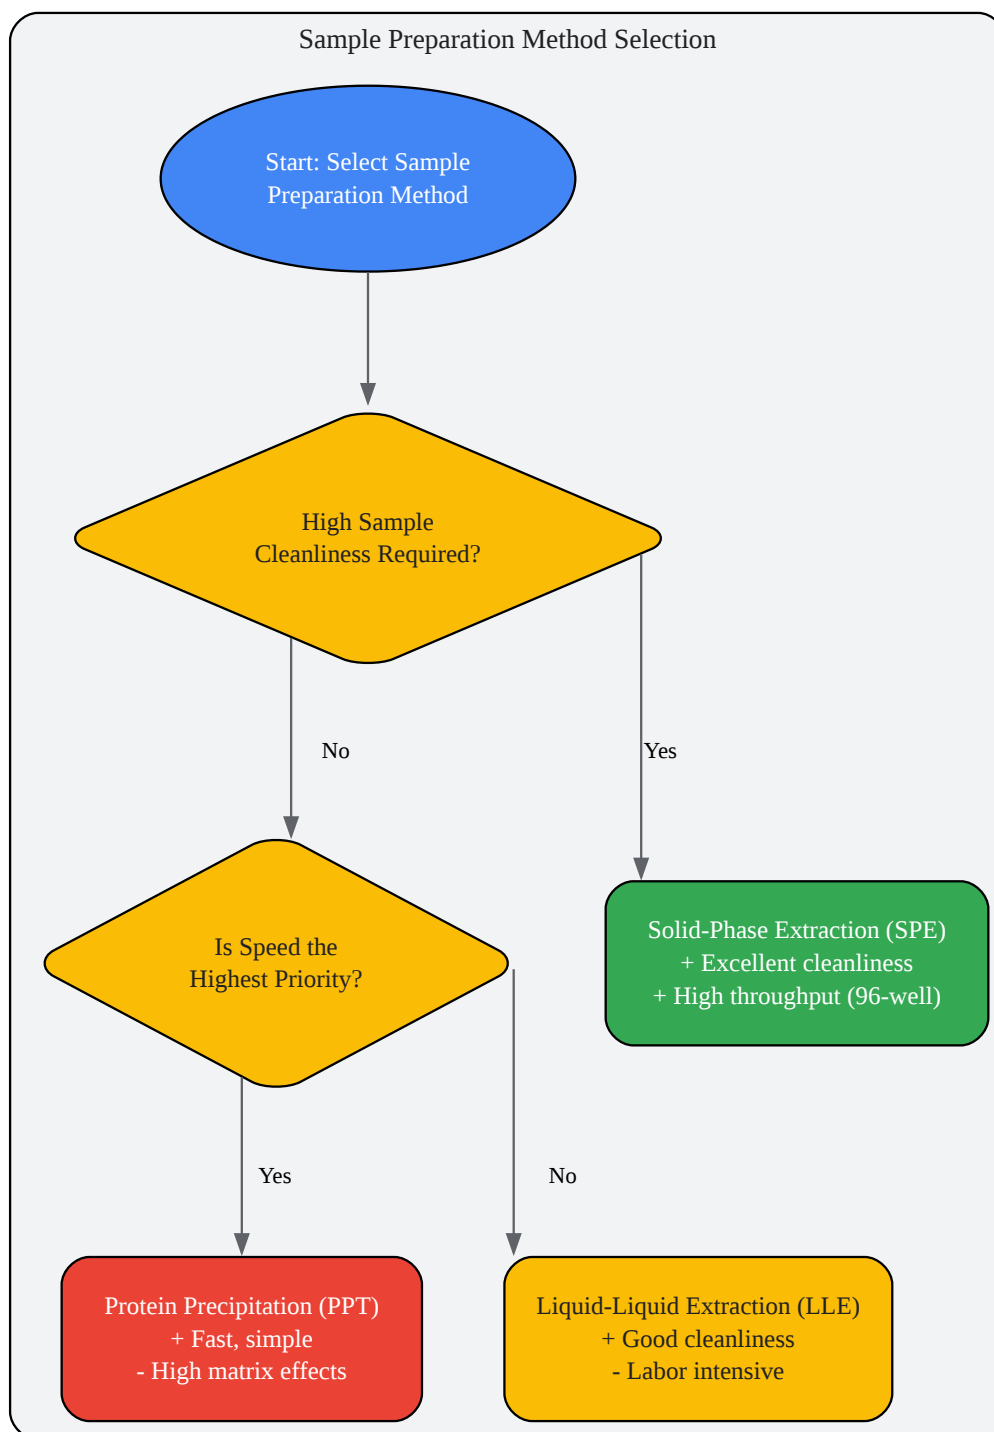 Sample Preparation Method Selection
Start: Select Sample
Preparation Method
High Sample
Cleanliness Required?
No
Yes
Is Speed the
Highest Priority?
Solid-Phase Extraction (SPE)
+ Excellent cleanliness
+ High throughput (96-well)
Yes
No
Protein Precipitation (PPT)
+ Fast, simple
- High matrix effects
Liquid-Liquid Extraction (LLE)
+ Good cleanliness
- Labor intensive